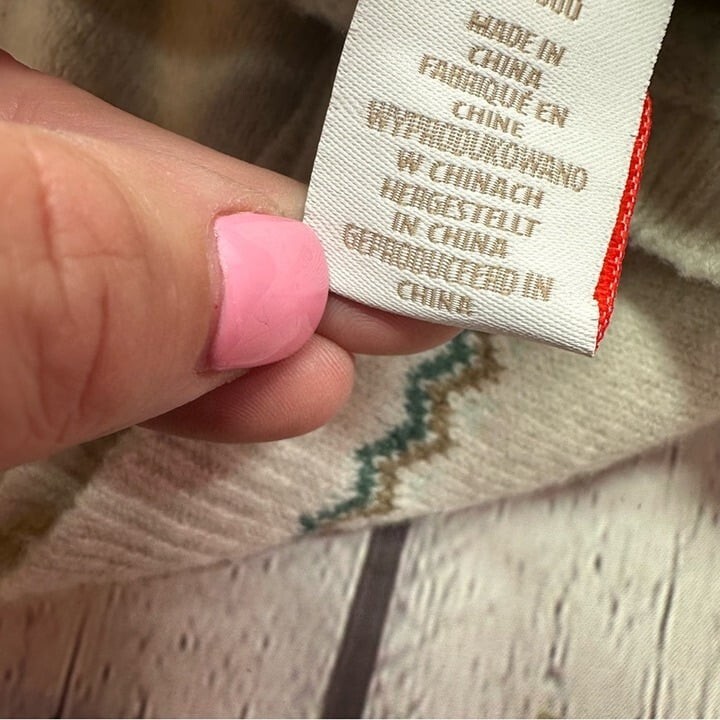 MADE IN
CHINA
FABRIQUÉ EN
CHINE
WYPRODUKOWANO
W CHINACH
HERGESTELLT
IN CHINA
GEPRODUCEERD IN
CHINA